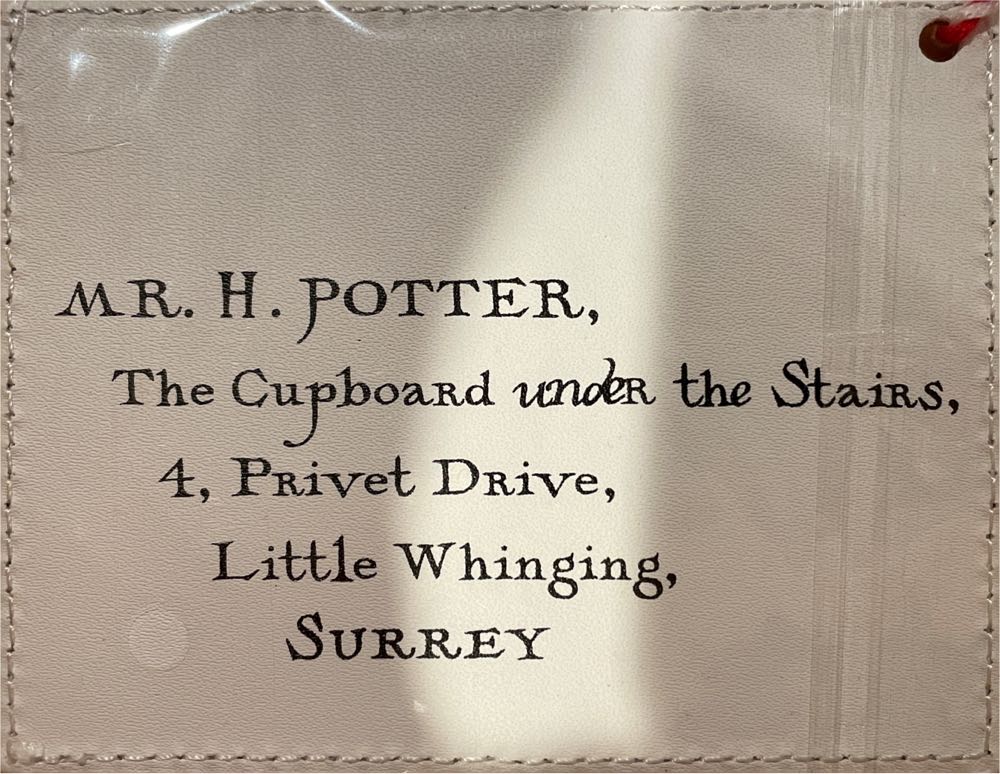 MR. H. POTTER,
The Cupboard under the Stairs,
4, Privet Drive,
Little Whinging,
SURREY